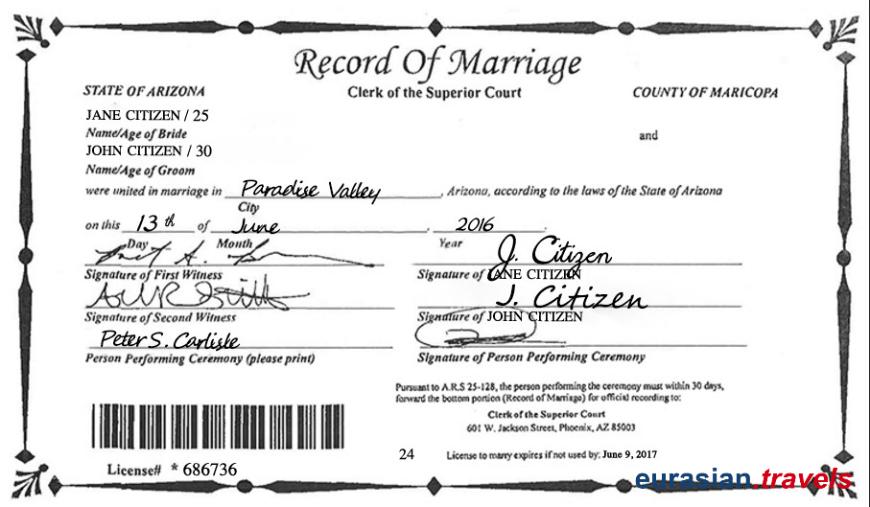 Record Of Marriage
STATE OF ARIZONA Clerk of the Superior Court COUNTY OF MARICOPA
JANE CITIZEN / 25
Name/Age of Bride and
JOHN CITIZEN / 30
Name/Age of Groom
were united in marriage in Paradise Valley, Arizona, according to the laws of the State of Arizona
City
on this 13th of June, 2016.
Day Month Year
J. Citizen
Signature of First Witness Signature of JANE CITIZEN
J. Citizen
Signature of Second Witness Signature of JOHN CITIZEN
Peter S. Carlisle
Person Performing Ceremony (please print) Signature of Person Performing Ceremony
Pursuant to A.R.S 25-128, the person performing the ceremony must within 30 days,
forward the bottom portion (Record of Marriage) for official recording to:
Clerk of the Superior Court
601 W. Jackson Street, Phoenix, AZ 85003
24 License to marry expires if not used by: June 9, 2017
License# * 686736
eurasian.travels